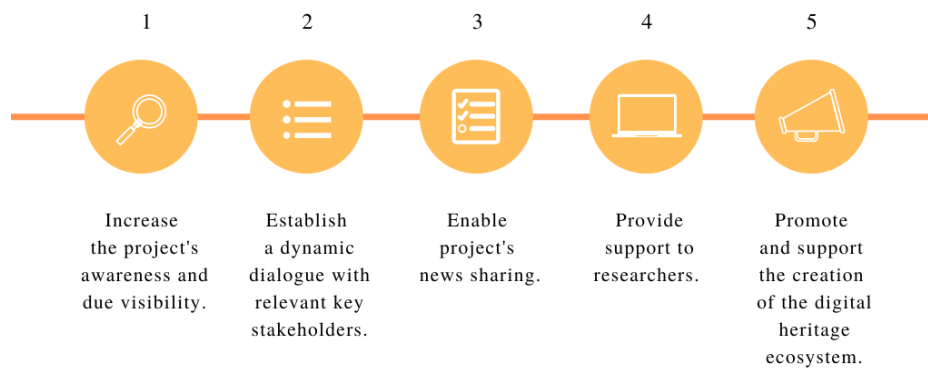 1
Increase
the project's
awareness and
due visibility.
2
Establish
a dynamic
dialogue with
relevant key
stakeholders.
3
Enable
project's
news sharing.
4
Provide
support to
researchers.
5
Promote
and support
the creation
of the digital
heritage
ecosystem.